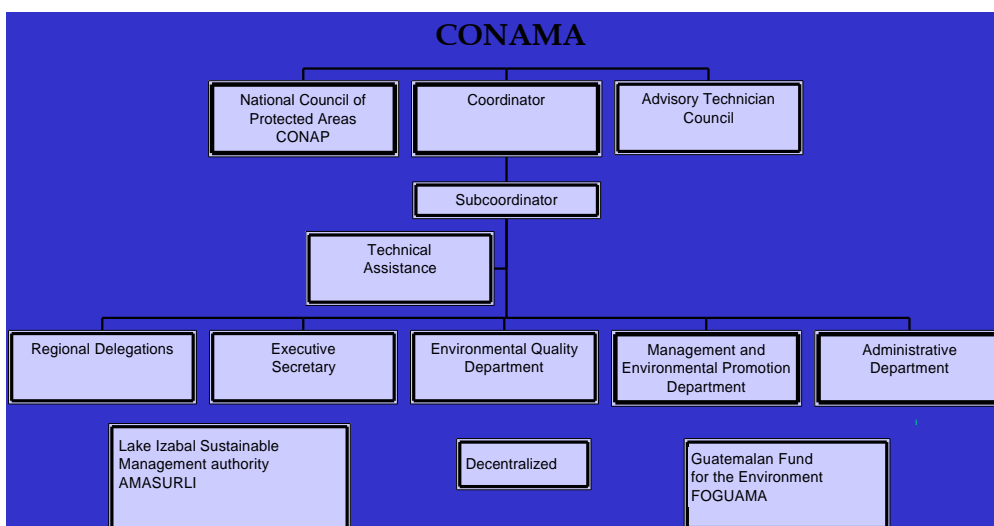 CONAMA
National Council of
Protected Areas
CONAP
Coordinator
Advisory Technician
Council
Subcoordinator
Technical
Assistance
Regional Delegations
Executive
Secretary
Environmental Quality
Department
Management and
Environmental Promotion
Department
Administrative
Department
Lake Izabal Sustainable
Management authority
AMASURLI
Decentralized
Guatemalan Fund
for the Environment
FOGUAMA